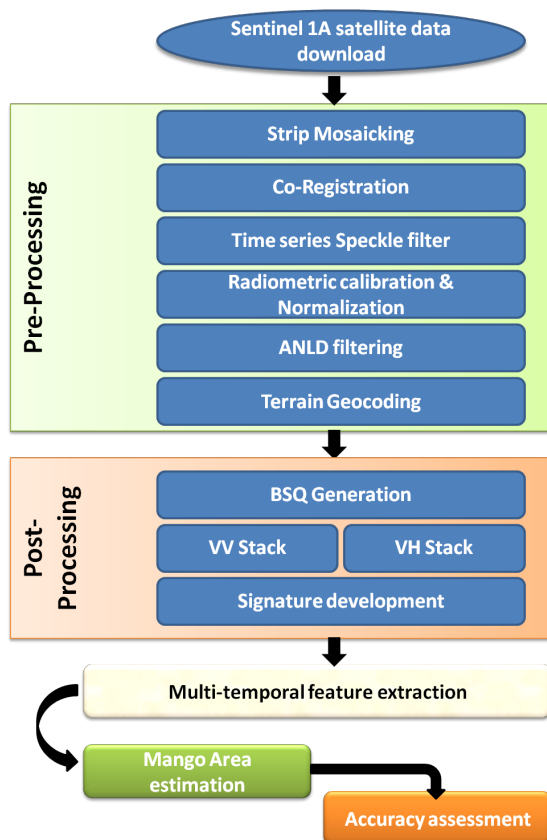 Sentinel 1A satellite data
download
Pre-Processing
Strip Mosaicking
Co-Registration
Time series Speckle filter
Radiometric calibration &
Normalization
ANLD filtering
Terrain Geocoding
Post-
Processing
BSQ Generation
VV Stack
VH Stack
Signature development
Multi-temporal feature extraction
Mango Area
estimation
Accuracy assessment